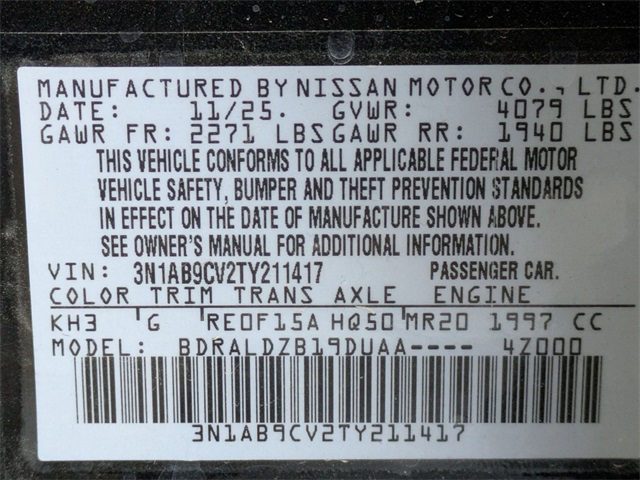 MANUFACTURED BY NISSAN MOTOR CO., LTD.
DATE: 11/25. GVWR: 4079 LBS
GAWR FR: 2271 LBS GAWR RR: 1940 LBS
THIS VEHICLE CONFORMS TO ALL APPLICABLE FEDERAL MOTOR
VEHICLE SAFETY, BUMPER AND THEFT PREVENTION STANDARDS
IN EFFECT ON THE DATE OF MANUFACTURE SHOWN ABOVE.
SEE OWNER'S MANUAL FOR ADDITIONAL INFORMATION.
VIN: 3N1AB9CV2TY211417 PASSENGER CAR.
COLOR TRIM TRANS AXLE ENGINE
KH3 G RE0F15A HQ50 MR20 1997 CC
MODEL: BDRALDZB19DUAA---- 4Z000
3N1AB9CV2TY211417